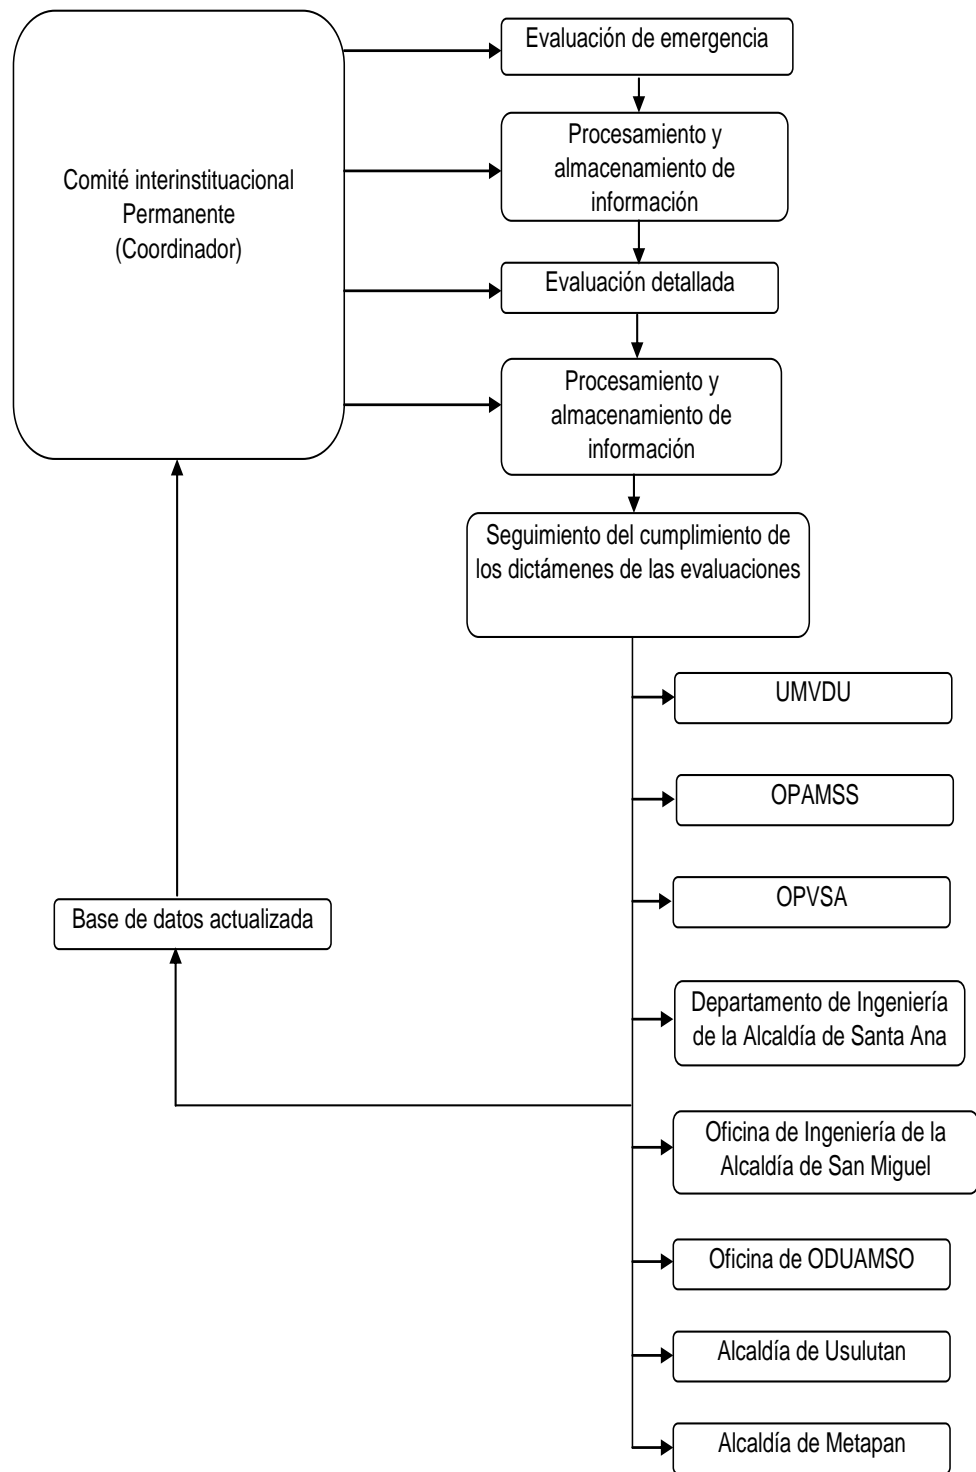 Evaluación de emergencia
Procesamiento y
almacenamiento de
información
Comité interinstituacional
Permanente
(Coordinador)
Evaluación detallada
Procesamiento y
almacenamiento de
información
Seguimiento del cumplimiento de
los dictámenes de las evaluaciones
UMVDU
OPAMSS
OPVSA
Base de datos actualizada
Departamento de Ingeniería
de la Alcaldía de Santa Ana
Oficina de Ingeniería de la
Alcaldía de San Miguel
Oficina de ODUAMSO
Alcaldía de Usulutan
Alcaldía de Metapan